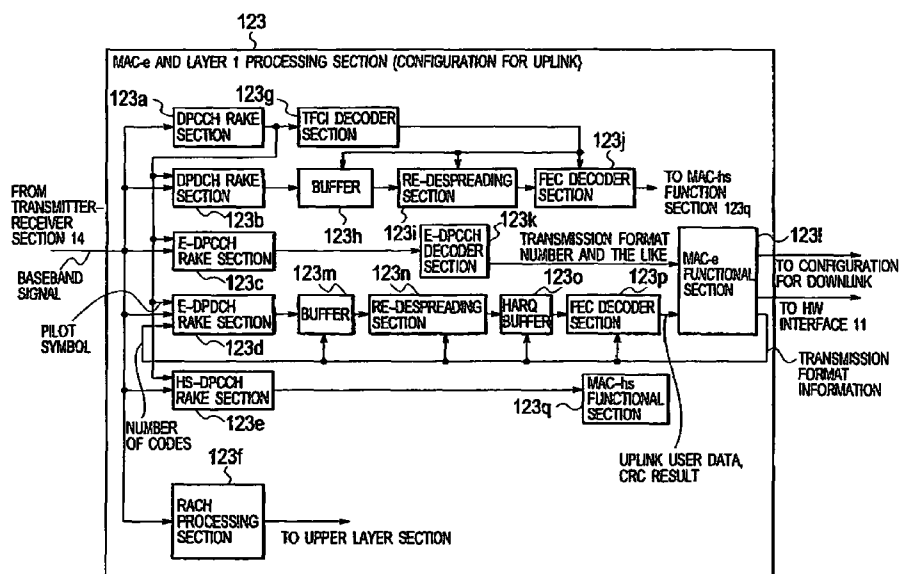 123
MAC-e AND LAYER 1 PROCESSING SECTION (CONFIGURATION FOR UPLINK)
123a
DPCCH RAKE
SECTION
123g
TFCI DECODER
SECTION
123j
FROM
TRANSMITTER-
RECEIVER
SECTION 14
BASEBAND
SIGNAL
DPDCH RAKE
SECTION
123b
BUFFER
123h
RE-DESPREADING
SECTION
123i
FEC DECODER
SECTION
TO MAC-hs
FUNCTION
SECTION 123q
E-DPCCH
RAKE SECTION
123c
E-DPCCH
DECODER
SECTION
123k
TRANSMISSION FORMAT
NUMBER AND THE LIKE
MAC-e
FUNCTIONAL
SECTION
123l
TO CONFIGURATION
FOR DOWNLINK
TO HW
INTERFACE 11
PILOT
SYMBOL
E-DPDCH
RAKE SECTION
123d
123m
BUFFER
123n
RE-DESPREADING
SECTION
123o
HARQ
BUFFER
123p
FEC DECODER
SECTION
TRANSMISSION
FORMAT
INFORMATION
NUMBER
OF CODES
HS-DPCCH
RAKE SECTION
123e
MAC-hs
FUNCTIONAL
SECTION
123q
UPLINK USER DATA,
CRC RESULT
123f
RACH
PROCESSING
SECTION
TO UPPER LAYER SECTION